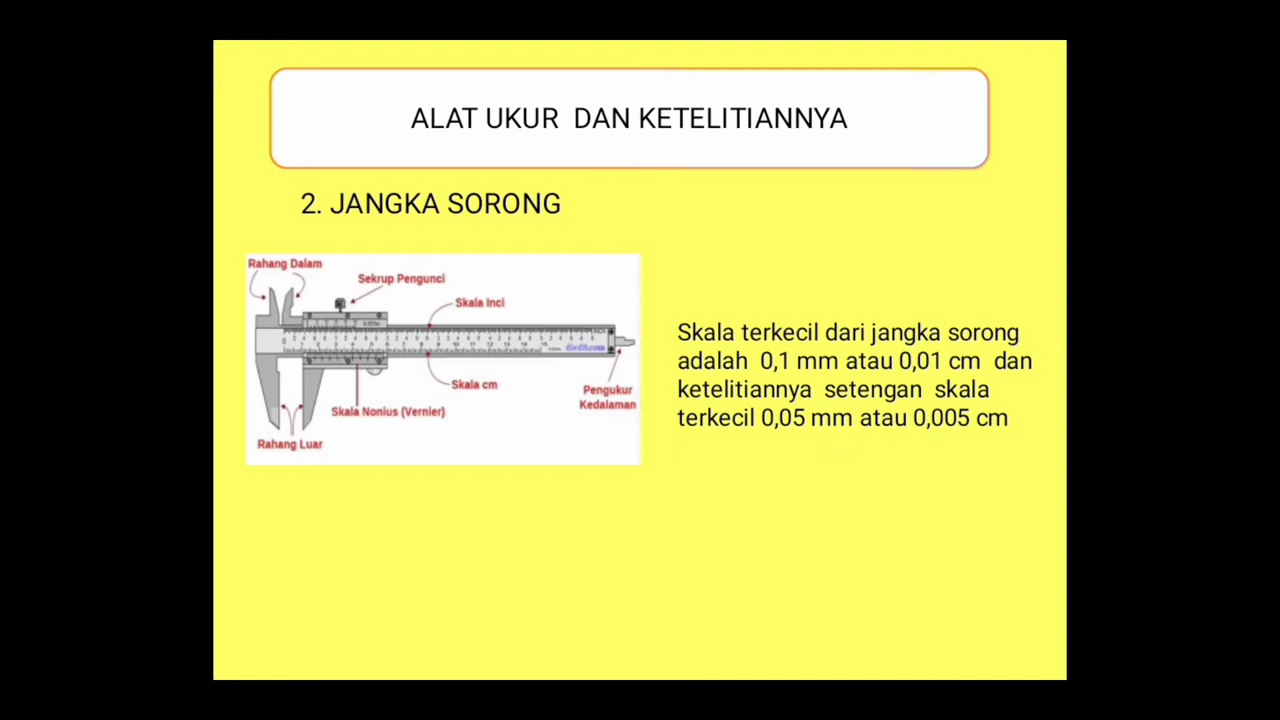 ALAT UKUR DAN KETELITIANNYA
2. JANGKA SORONG
Rahang Dalam
Sekrup Pengunci
Skala Inci
Skala cm
Pengukur
Kedalaman
Skala Nonius (Vernier)
Rahang Luar
Skala terkecil dari jangka sorong
adalah 0,1 mm atau 0,01 cm dan
ketelitiannya setengan skala
terkecil 0,05 mm atau 0,005 cm